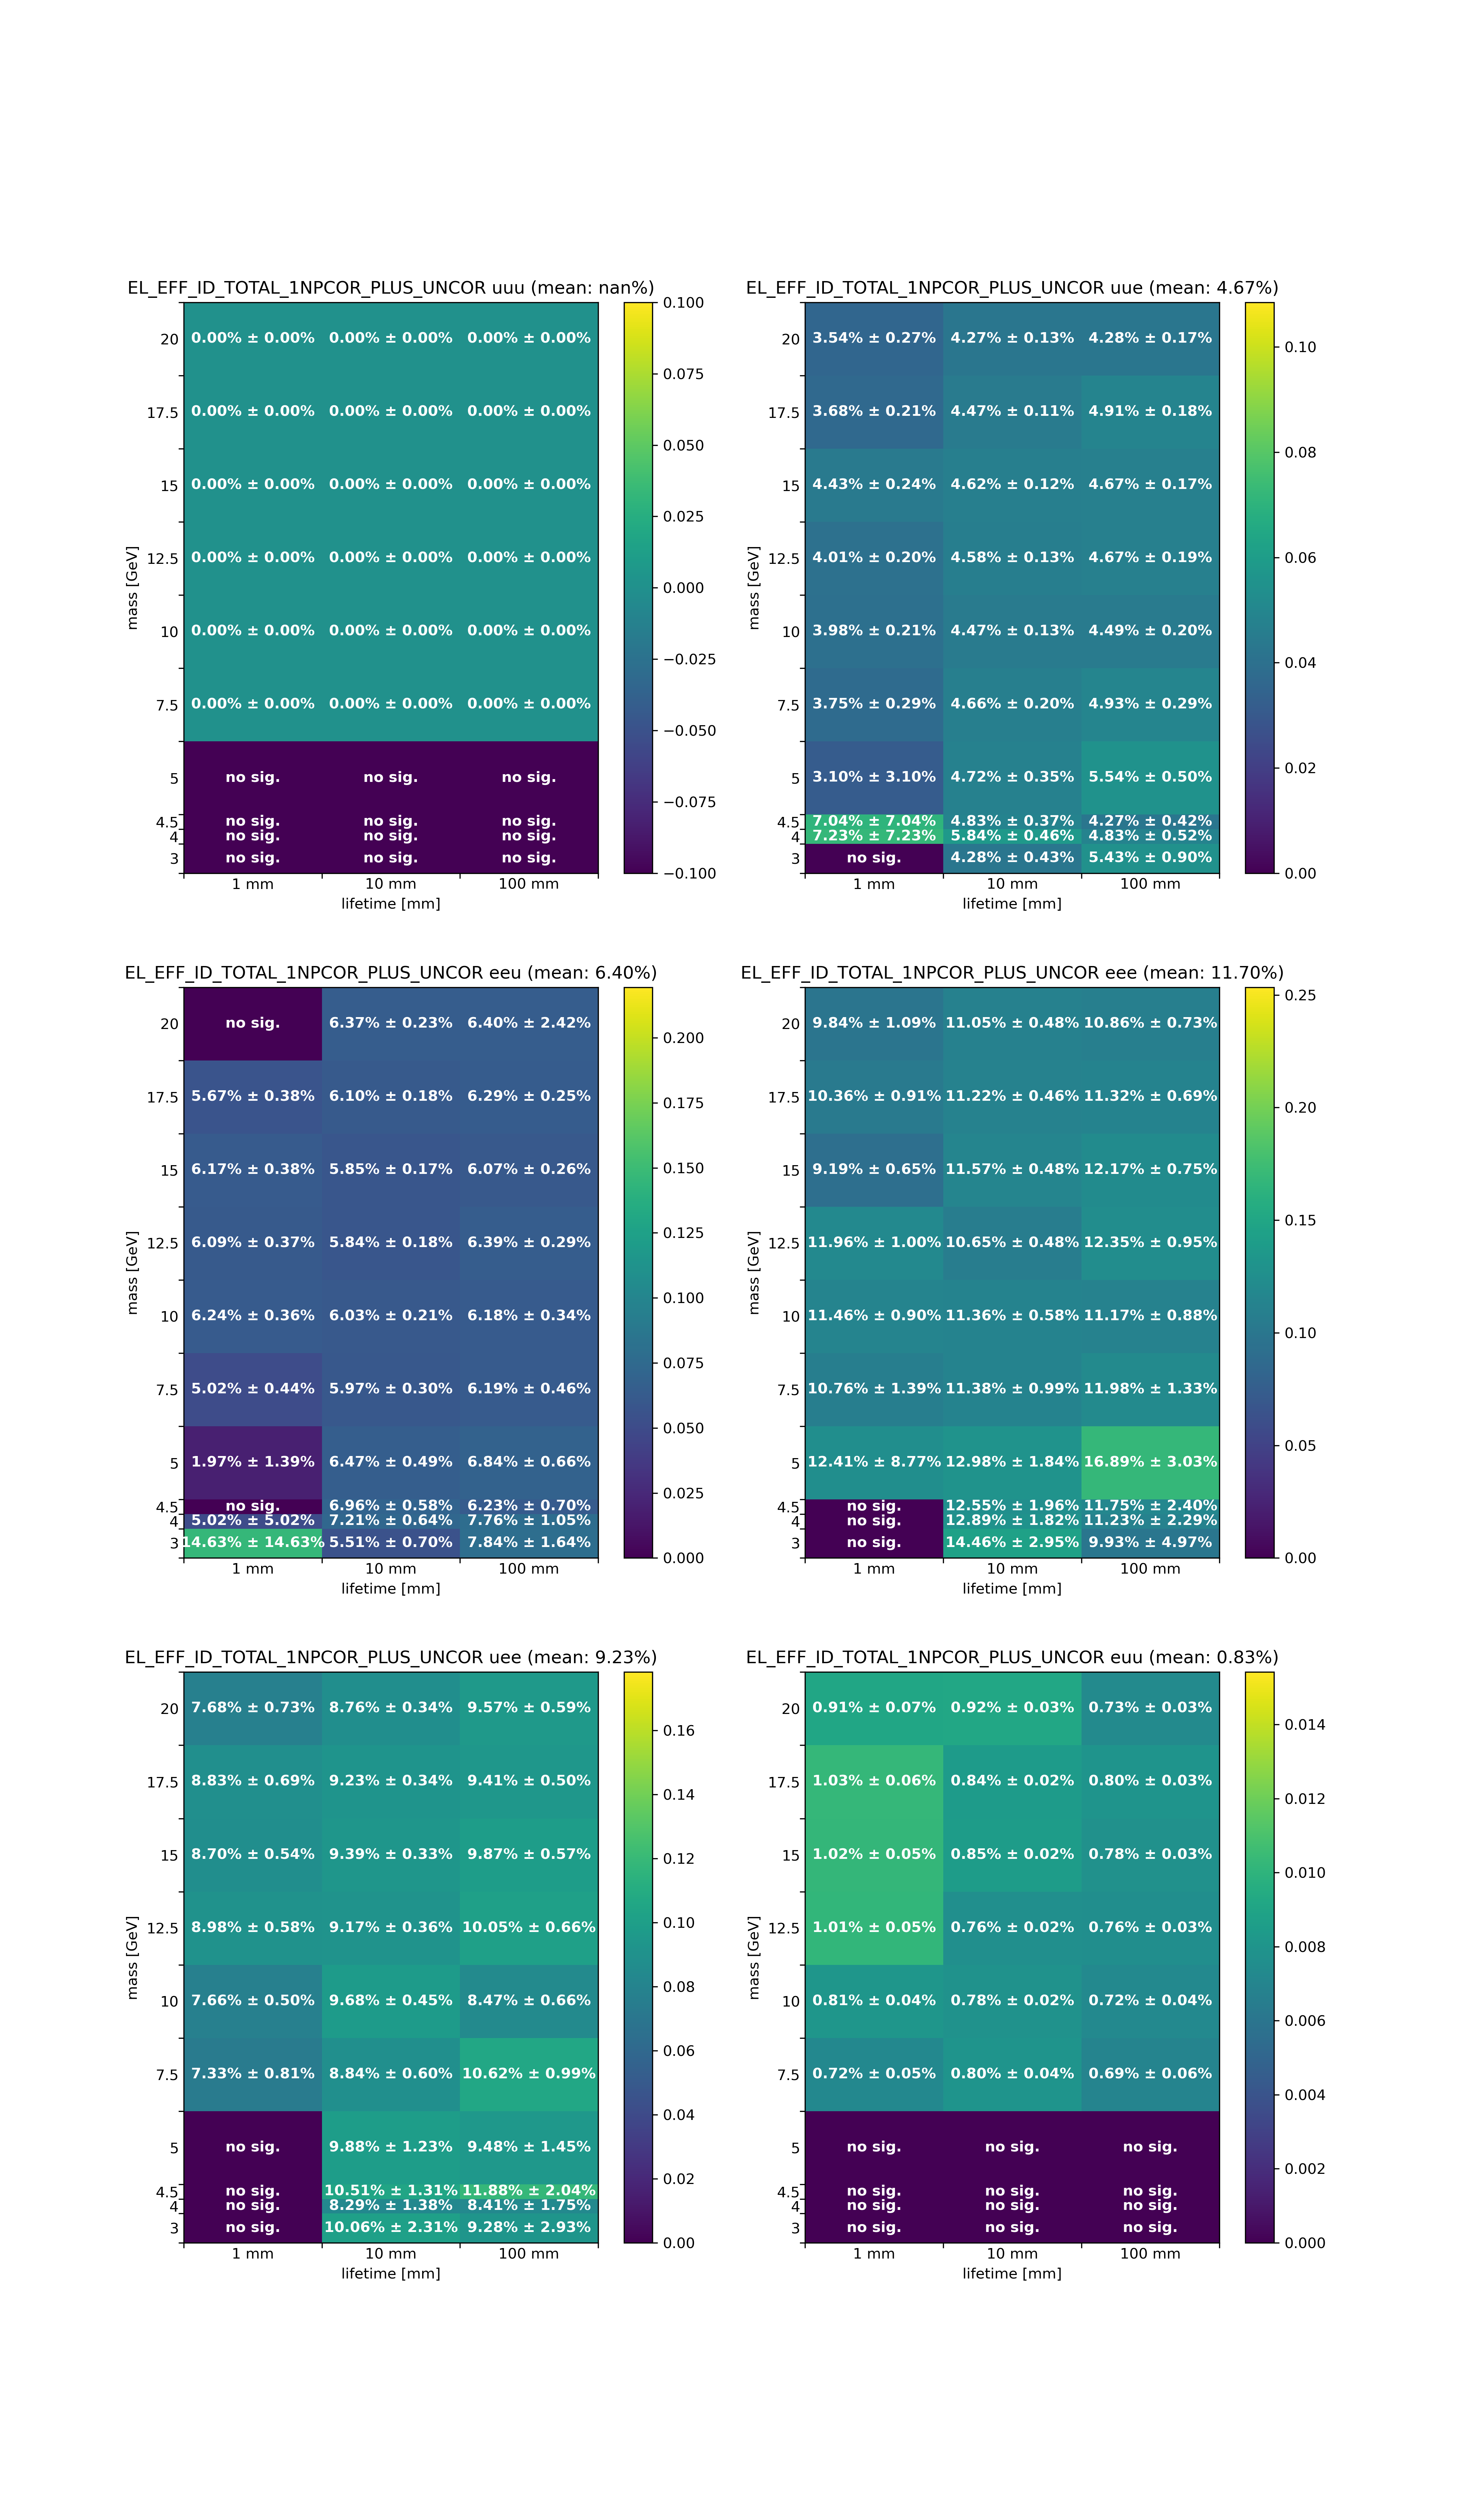 EL_EFF_ID_TOTAL_1NPCOR_PLUS_UNCOR uuu (mean: nan%)
20 0.00% ± 0.00% 0.00% ± 0.00% 0.00% ± 0.00%
17.5 0.00% ± 0.00% 0.00% ± 0.00% 0.00% ± 0.00%
15 0.00% ± 0.00% 0.00% ± 0.00% 0.00% ± 0.00%
12.5 0.00% ± 0.00% 0.00% ± 0.00% 0.00% ± 0.00%
10 0.00% ± 0.00% 0.00% ± 0.00% 0.00% ± 0.00%
7.5 0.00% ± 0.00% 0.00% ± 0.00% 0.00% ± 0.00%
5 no sig. no sig. no sig.
4.5 no sig. no sig. no sig.
4 no sig. no sig. no sig.
3 no sig. no sig. no sig.
1 mm 10 mm 100 mm
lifetime [mm]
mass [GeV]
0.100
0.075
0.050
0.025
0.000
−0.025
−0.050
−0.075
−0.100
EL_EFF_ID_TOTAL_1NPCOR_PLUS_UNCOR uue (mean: 4.67%)
20 3.54% ± 0.27% 4.27% ± 0.13% 4.28% ± 0.17%
17.5 3.68% ± 0.21% 4.47% ± 0.11% 4.91% ± 0.18%
15 4.43% ± 0.24% 4.62% ± 0.12% 4.67% ± 0.17%
12.5 4.01% ± 0.20% 4.58% ± 0.13% 4.67% ± 0.19%
10 3.98% ± 0.21% 4.47% ± 0.13% 4.49% ± 0.20%
7.5 3.75% ± 0.29% 4.66% ± 0.20% 4.93% ± 0.29%
5 3.10% ± 3.10% 4.72% ± 0.35% 5.54% ± 0.50%
4.5 7.04% ± 7.04% 4.83% ± 0.37% 4.27% ± 0.42%
4 7.23% ± 7.23% 5.84% ± 0.46% 4.83% ± 0.52%
3 no sig. 4.28% ± 0.43% 5.43% ± 0.90%
1 mm 10 mm 100 mm
lifetime [mm]
mass [GeV]
0.10
0.08
0.06
0.04
0.02
0.00
EL_EFF_ID_TOTAL_1NPCOR_PLUS_UNCOR eeu (mean: 6.40%)
20 no sig. 6.37% ± 0.23% 6.40% ± 2.42%
17.5 5.67% ± 0.38% 6.10% ± 0.18% 6.29% ± 0.25%
15 6.17% ± 0.38% 5.85% ± 0.17% 6.07% ± 0.26%
12.5 6.09% ± 0.37% 5.84% ± 0.18% 6.39% ± 0.29%
10 6.24% ± 0.36% 6.03% ± 0.21% 6.18% ± 0.34%
7.5 5.02% ± 0.44% 5.97% ± 0.30% 6.19% ± 0.46%
5 1.97% ± 1.39% 6.47% ± 0.49% 6.84% ± 0.66%
4.5 no sig. 6.96% ± 0.58% 6.23% ± 0.70%
4 5.02% ± 5.02% 7.21% ± 0.64% 7.76% ± 1.05%
3 14.63% ± 14.63% 5.51% ± 0.70% 7.84% ± 1.64%
1 mm 10 mm 100 mm
lifetime [mm]
mass [GeV]
0.200
0.175
0.150
0.125
0.100
0.075
0.050
0.025
0.000
EL_EFF_ID_TOTAL_1NPCOR_PLUS_UNCOR eee (mean: 11.70%)
20 9.84% ± 1.09% 11.05% ± 0.48% 10.86% ± 0.73%
17.5 10.36% ± 0.91% 11.22% ± 0.46% 11.32% ± 0.69%
15 9.19% ± 0.65% 11.57% ± 0.48% 12.17% ± 0.75%
12.5 11.96% ± 1.00% 10.65% ± 0.48% 12.35% ± 0.95%
10 11.46% ± 0.90% 11.36% ± 0.58% 11.17% ± 0.88%
7.5 10.76% ± 1.39% 11.38% ± 0.99% 11.98% ± 1.33%
5 12.41% ± 8.77% 12.98% ± 1.84% 16.89% ± 3.03%
4.5 no sig. 12.55% ± 1.96% 11.75% ± 2.40%
4 no sig. 12.89% ± 1.82% 11.23% ± 2.29%
3 no sig. 14.46% ± 2.95% 9.93% ± 4.97%
1 mm 10 mm 100 mm
lifetime [mm]
mass [GeV]
0.25
0.20
0.15
0.10
0.05
0.00
EL_EFF_ID_TOTAL_1NPCOR_PLUS_UNCOR uee (mean: 9.23%)
20 7.68% ± 0.73% 8.76% ± 0.34% 9.57% ± 0.59%
17.5 8.83% ± 0.69% 9.23% ± 0.34% 9.41% ± 0.50%
15 8.70% ± 0.54% 9.39% ± 0.33% 9.87% ± 0.57%
12.5 8.98% ± 0.58% 9.17% ± 0.36% 10.05% ± 0.66%
10 7.66% ± 0.50% 9.68% ± 0.45% 8.47% ± 0.66%
7.5 7.33% ± 0.81% 8.84% ± 0.60% 10.62% ± 0.99%
5 no sig. 9.88% ± 1.23% 9.48% ± 1.45%
4.5 no sig. 10.51% ± 1.31% 11.88% ± 2.04%
4 no sig. 8.29% ± 1.38% 8.41% ± 1.75%
3 no sig. 10.06% ± 2.31% 9.28% ± 2.93%
1 mm 10 mm 100 mm
lifetime [mm]
mass [GeV]
0.16
0.14
0.12
0.10
0.08
0.06
0.04
0.02
0.00
EL_EFF_ID_TOTAL_1NPCOR_PLUS_UNCOR euu (mean: 0.83%)
20 0.91% ± 0.07% 0.92% ± 0.03% 0.73% ± 0.03%
17.5 1.03% ± 0.06% 0.84% ± 0.02% 0.80% ± 0.03%
15 1.02% ± 0.05% 0.85% ± 0.02% 0.78% ± 0.03%
12.5 1.01% ± 0.05% 0.76% ± 0.02% 0.76% ± 0.03%
10 0.81% ± 0.04% 0.78% ± 0.02% 0.72% ± 0.04%
7.5 0.72% ± 0.05% 0.80% ± 0.04% 0.69% ± 0.06%
5 no sig. no sig. no sig.
4.5 no sig. no sig. no sig.
4 no sig. no sig. no sig.
3 no sig. no sig. no sig.
1 mm 10 mm 100 mm
lifetime [mm]
mass [GeV]
0.014
0.012
0.010
0.008
0.006
0.004
0.002
0.000